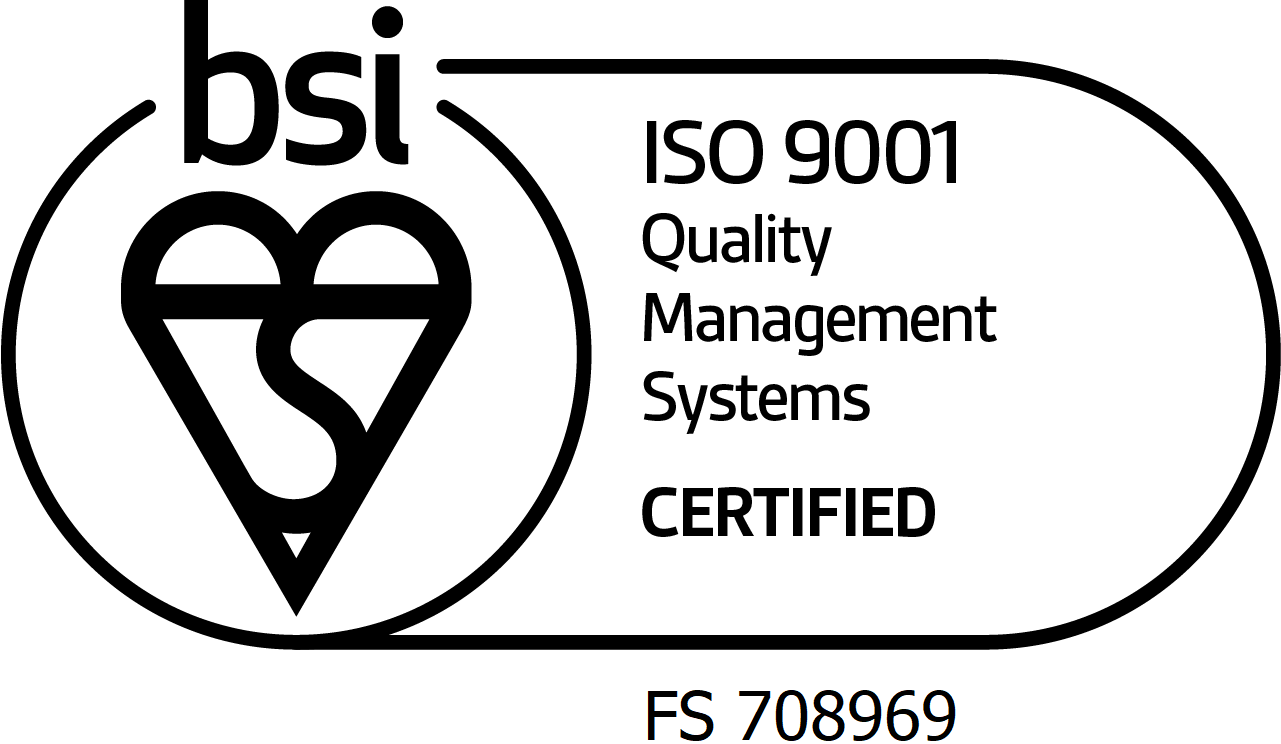 bsi
ISO 9001
Quality
Management
Systems
CERTIFIED
FS 708969